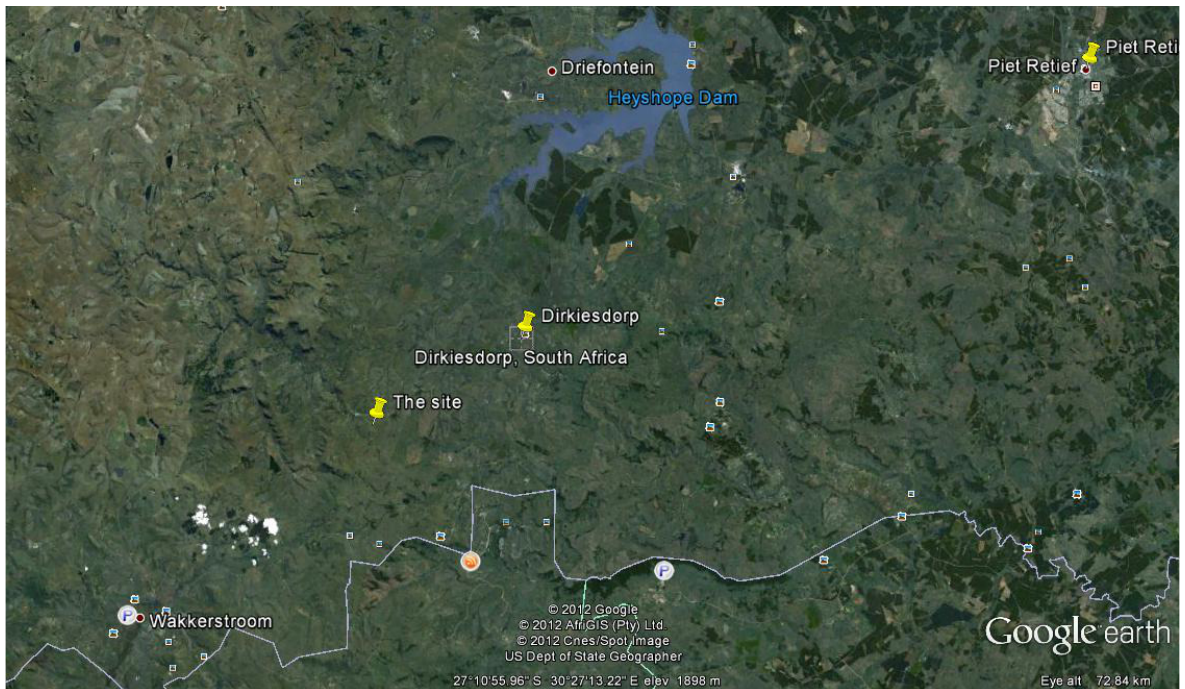 Piet Reti
Driefontein
Piet Retief
Heyshope Dam
Dirkiesdorp
Dirkiesdorp, South Africa
The site
Wakkerstroom
© 2012 Google
© 2012 AfriGIS (Pty) Ltd.
© 2012 Cnes/Spot Image
US Dept of State Geographer
Google earth
27°10'55.96" S 30°27'13.22" E elev 1898 m
Eye alt 72.84 km